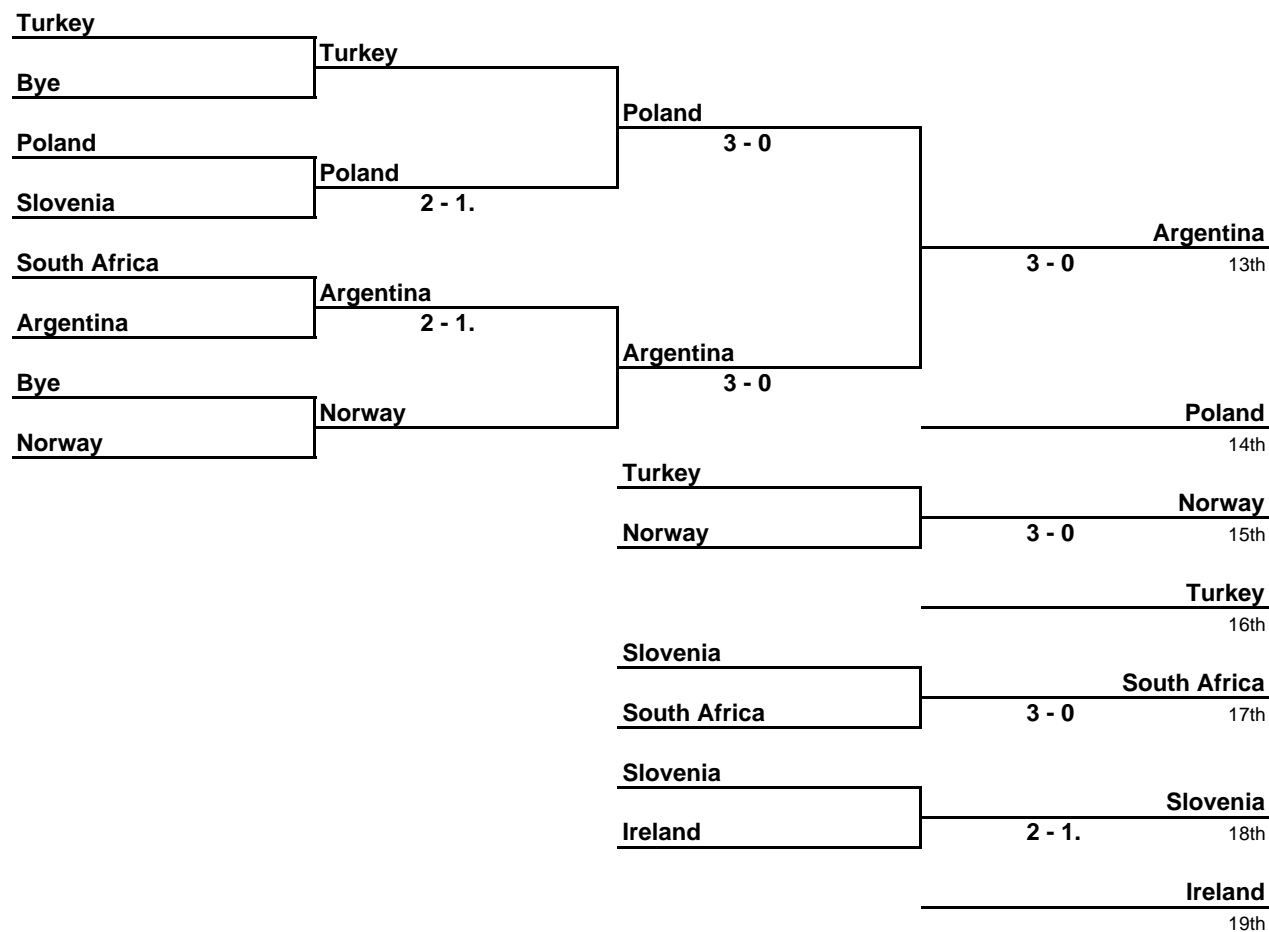 Turkey
Turkey
Bye
Poland
Poland
3 - 0
Poland
Slovenia
2 - 1.
Argentina
South Africa
3 - 0
13th
Argentina
Argentina
2 - 1.
Argentina
Bye
3 - 0
Norway
Poland
Norway
14th
Turkey
Norway
Norway
3 - 0
15th
Turkey
16th
Slovenia
South Africa
South Africa
3 - 0
17th
Slovenia
Slovenia
Ireland
2 - 1.
18th
Ireland
19th